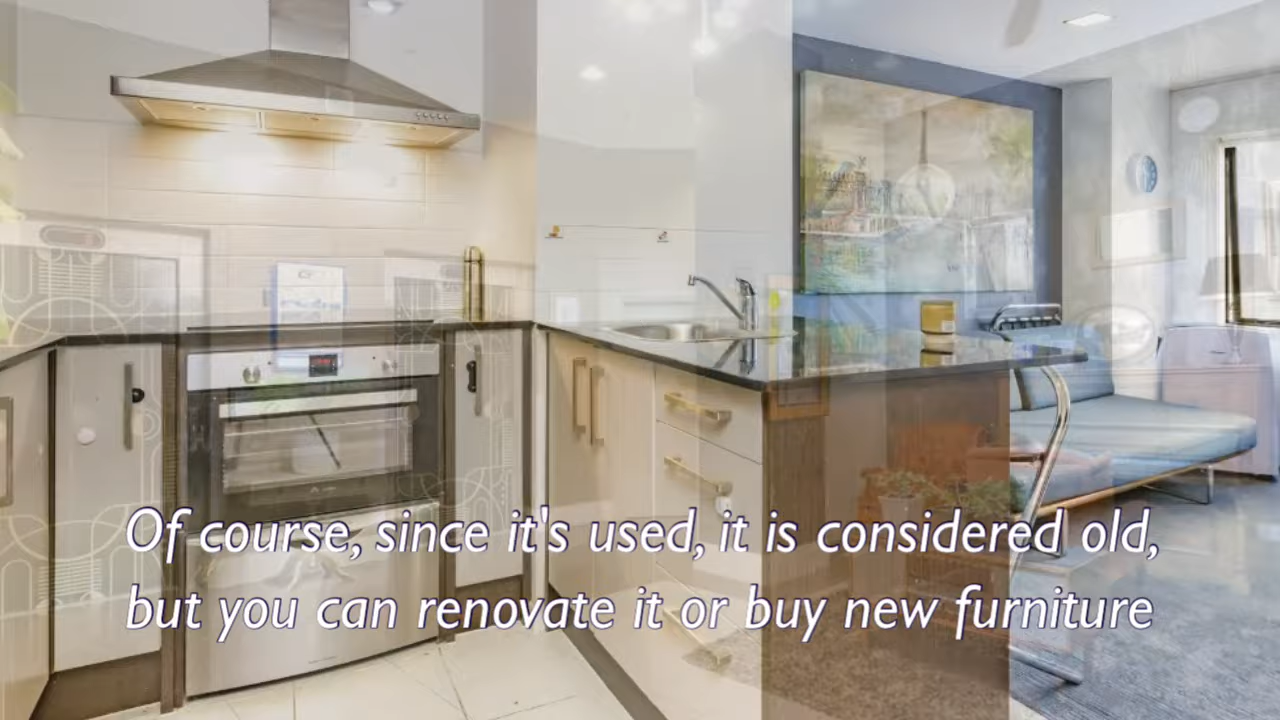 Of course, since it's used, it is considered old,
but you can renovate it or buy new furniture